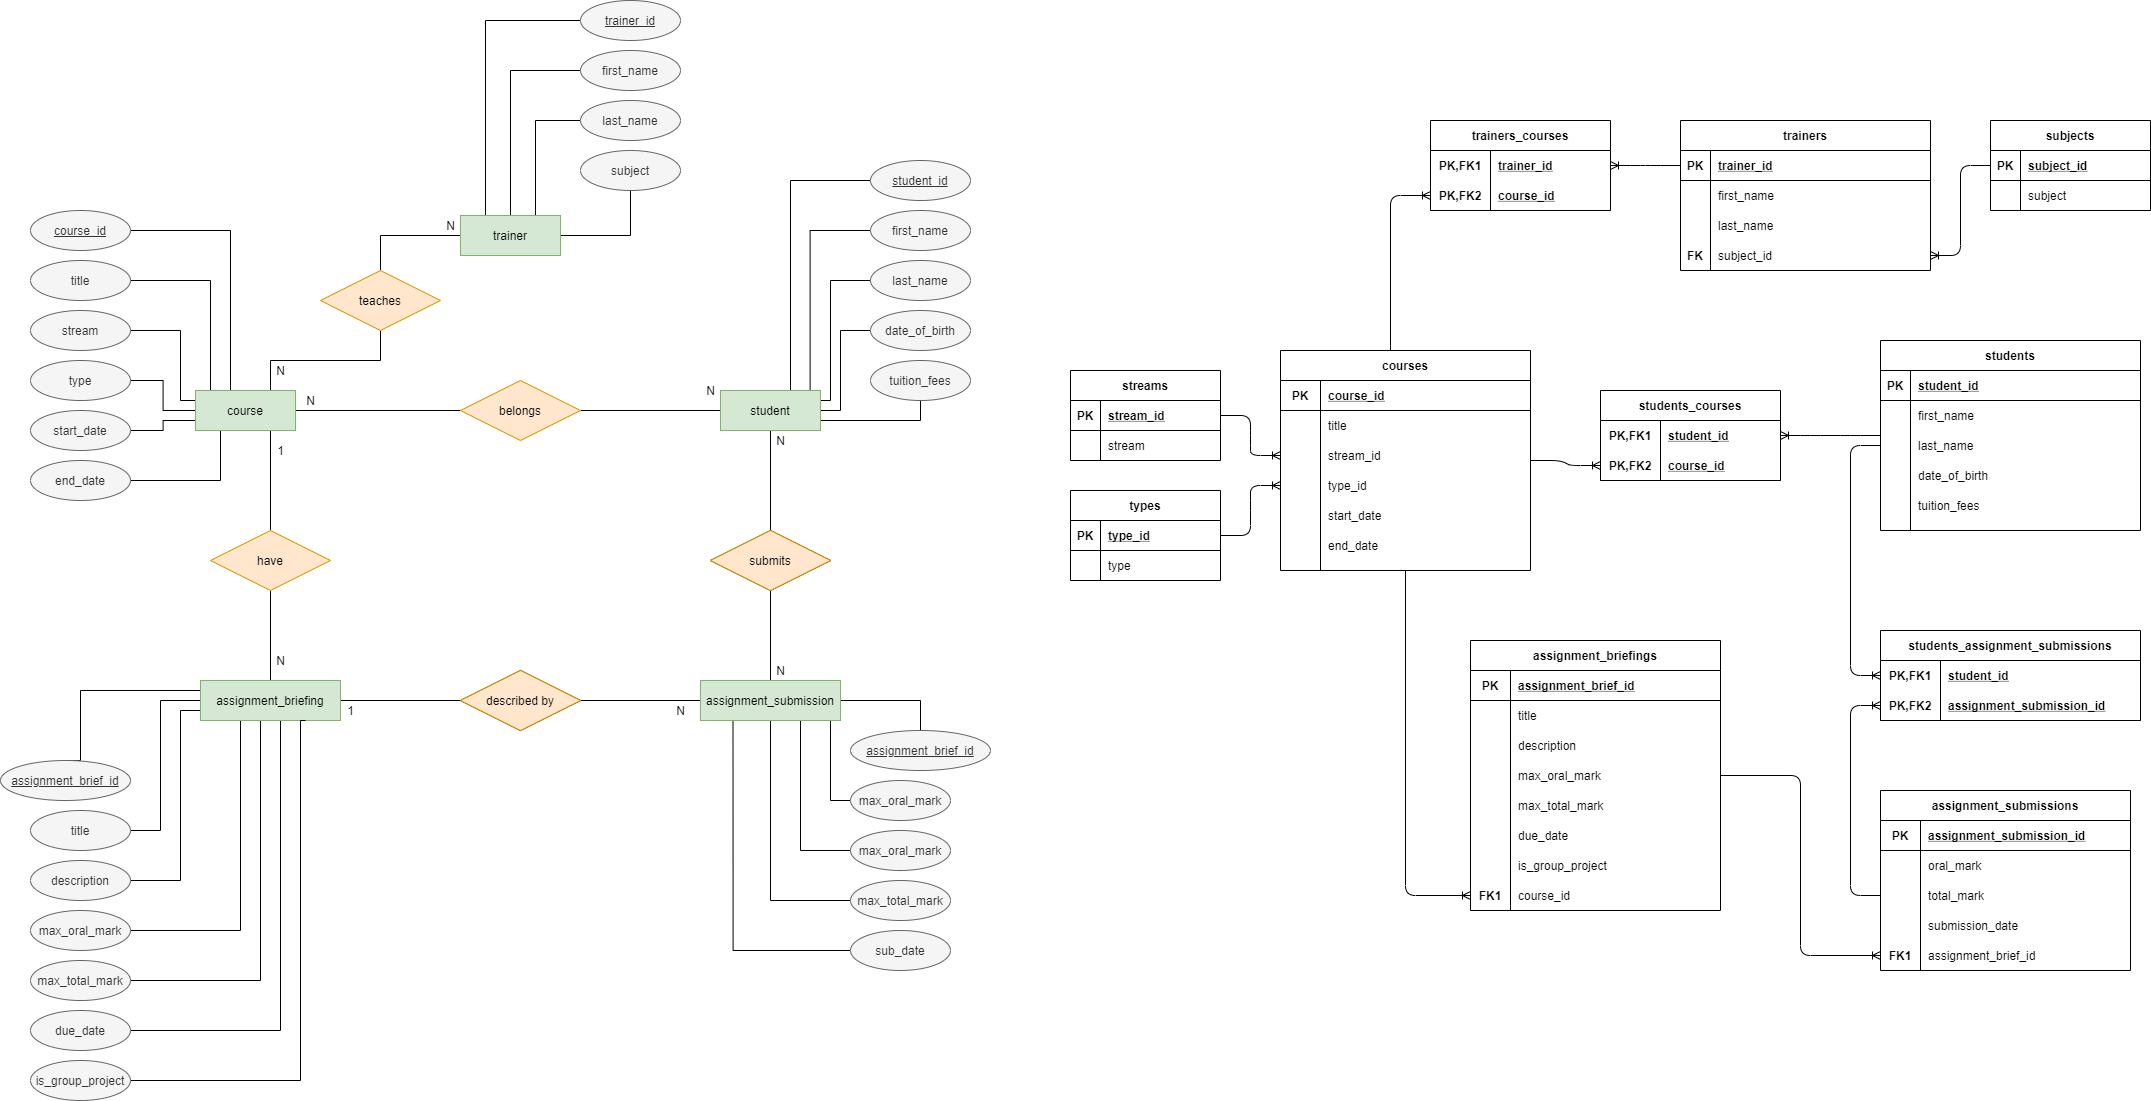 trainer_id
first_name
last_name
subject
trainer
N
teaches
N
course_id
title
stream
type
start_date
end_date
course
N
1
belongs
N
student
N
student_id
first_name
last_name
date_of_birth
tuition_fees
have
N
submits
N
assignment_briefing
1
described by
N
assignment_submission
assignment_brief_id
title
description
max_oral_mark
max_total_mark
due_date
is_group_project
assignment_brief_id
max_oral_mark
max_oral_mark
max_total_mark
sub_date
trainers_courses
PK,FK1 trainer_id
PK,FK2 course_id
trainers
PK trainer_id
first_name
last_name
FK subject_id
subjects
PK subject_id
subject
streams
PK stream_id
stream
types
PK type_id
type
courses
PK course_id
title
stream_id
type_id
start_date
end_date
students_courses
PK,FK1 student_id
PK,FK2 course_id
students
PK student_id
first_name
last_name
date_of_birth
tuition_fees
assignment_briefings
PK assignment_brief_id
title
description
max_oral_mark
max_total_mark
due_date
is_group_project
FK1 course_id
students_assignment_submissions
PK,FK1 student_id
PK,FK2 assignment_submission_id
assignment_submissions
PK assignment_submission_id
oral_mark
total_mark
submission_date
FK1 assignment_brief_id